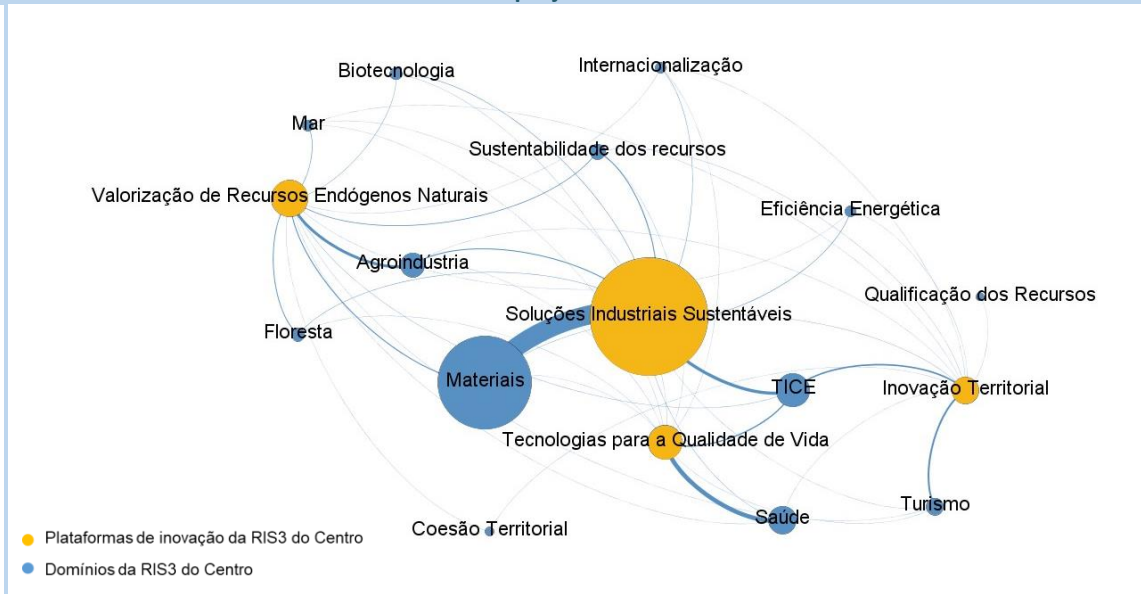 Biotecnologia
Internacionalização
Mar
Sustentabilidade dos recursos
Valorização de Recursos Endógenos Naturais
Eficiência Energética
Agroindústria
Qualificação dos Recursos
Soluções Industriais Sustentáveis
Floresta
Materiais
TICE
Inovação Territorial
Tecnologias para a Qualidade de Vida
Turismo
Saúde
Coesão Territorial
Plataformas de inovação da RIS3 do Centro
Domínios da RIS3 do Centro